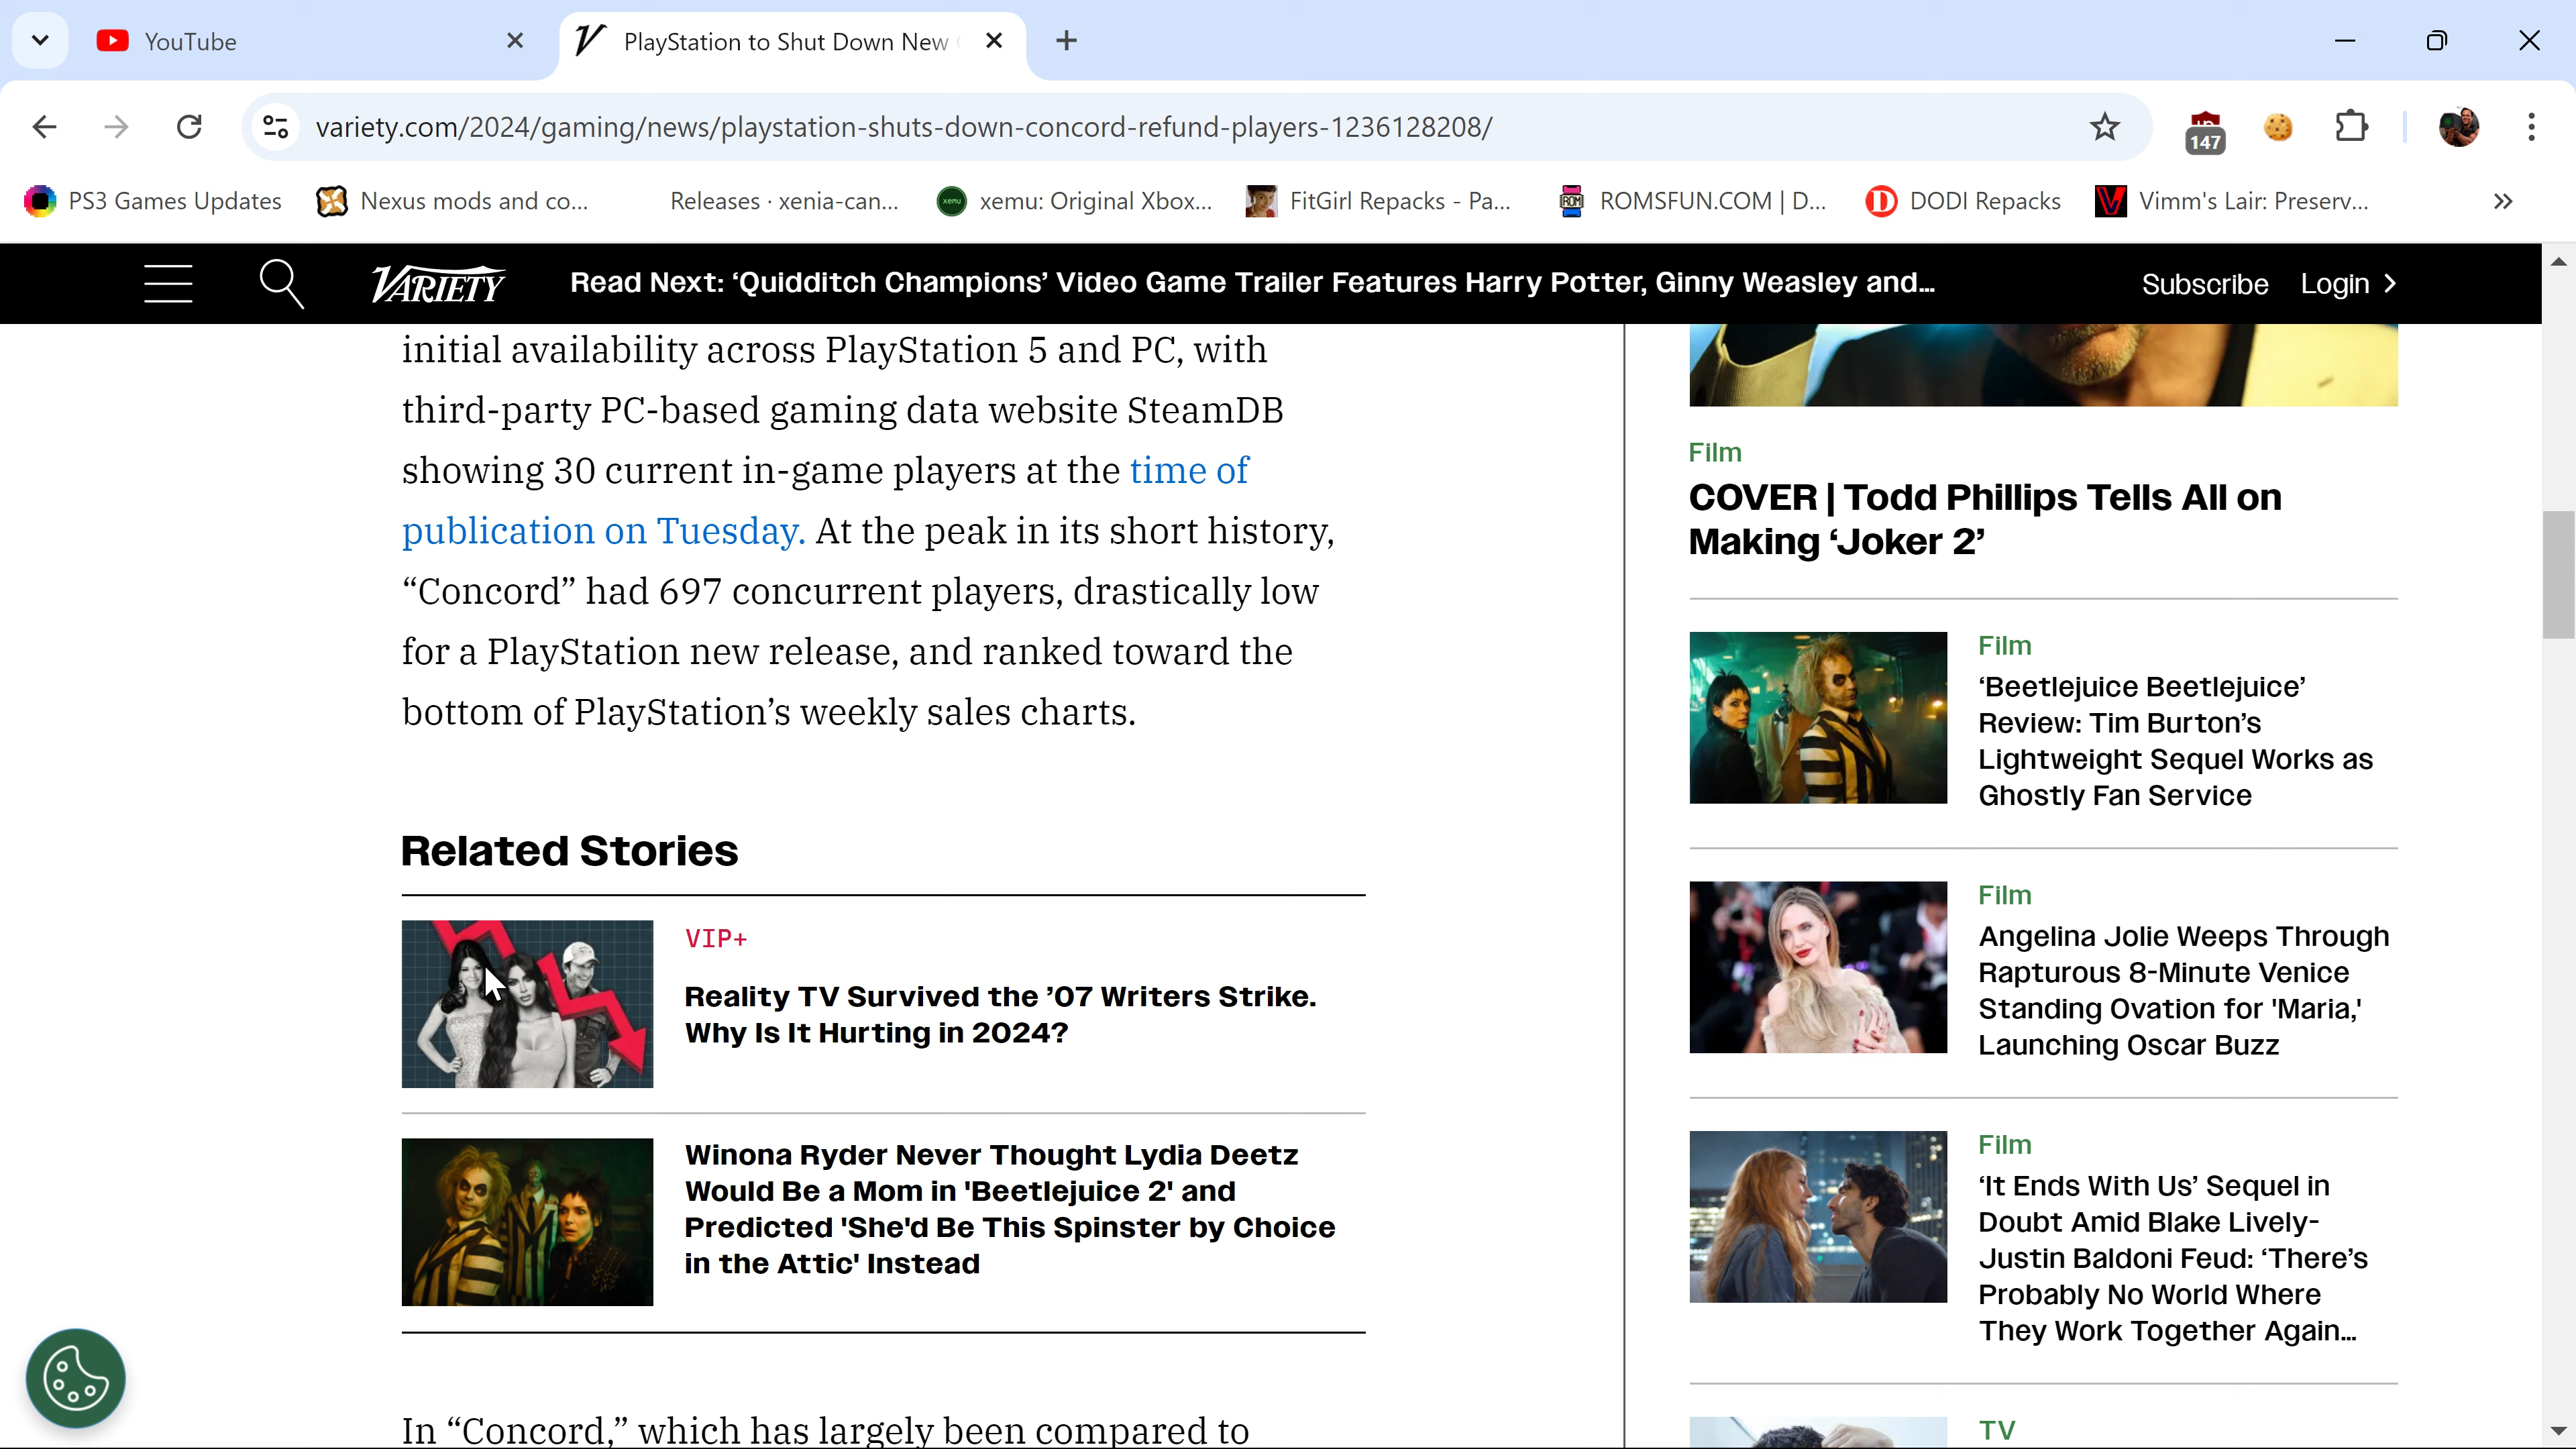 YouTube
PlayStation to Shut Down New
variety.com/2024/gaming/news/playstation-shuts-down-concord-refund-players-1236128208/
147
PS3 Games Updates
Nexus mods and co...
Releases · xenia-can...
xemu: Original Xbox...
FitGirl Repacks - Pa...
ROMSFUN.COM | D...
DODI Repacks
Vimm's Lair: Preserv...
VARIETY
Read Next: ‘Quidditch Champions’ Video Game Trailer Features Harry Potter, Ginny Weasley and...
Subscribe
Login
initial availability across PlayStation 5 and PC, with
third-party PC-based gaming data website SteamDB
showing 30 current in-game players at the time of
publication on Tuesday. At the peak in its short history,
“Concord” had 697 concurrent players, drastically low
for a PlayStation new release, and ranked toward the
bottom of PlayStation’s weekly sales charts.
Related Stories
VIP+
Reality TV Survived the ’07 Writers Strike.
Why Is It Hurting in 2024?
Winona Ryder Never Thought Lydia Deetz
Would Be a Mom in 'Beetlejuice 2' and
Predicted 'She'd Be This Spinster by Choice
in the Attic' Instead
In “Concord,” which has largely been compared to
Film
COVER | Todd Phillips Tells All on
Making ‘Joker 2’
Film
‘Beetlejuice Beetlejuice’
Review: Tim Burton’s
Lightweight Sequel Works as
Ghostly Fan Service
Film
Angelina Jolie Weeps Through
Rapturous 8-Minute Venice
Standing Ovation for 'Maria,'
Launching Oscar Buzz
Film
‘It Ends With Us’ Sequel in
Doubt Amid Blake Lively-
Justin Baldoni Feud: ‘There’s
Probably No World Where
They Work Together Again...
TV